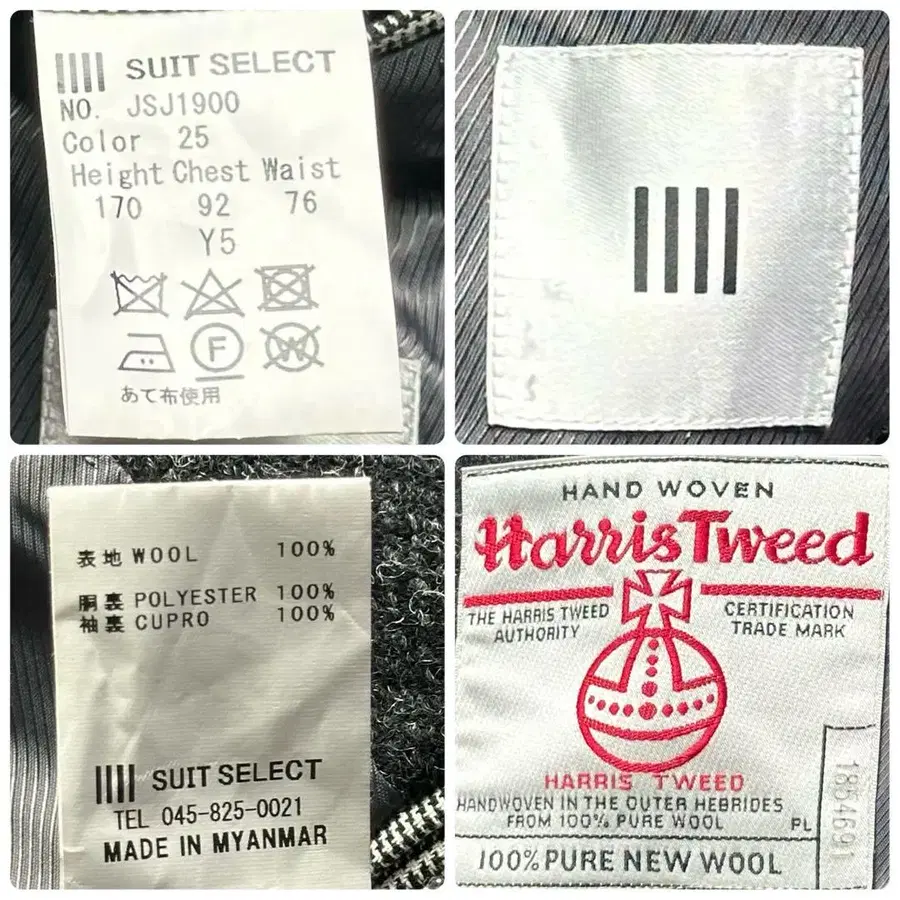 SUIT SELECT
NO. JSJ1900
Color 25
Height Chest Waist
170 92 76
Y5
F
W
あて布使用
表地 WOOL 100%
胴裏 POLYESTER 100%
袖裏 CUPRO 100%
SUIT SELECT
TEL 045-825-0021
MADE IN MYANMAR
HAND WOVEN
Harris Tweed
THE HARRIS TWEED AUTHORITY
CERTIFICATION TRADE MARK
HARRIS TWEED
HANDWOVEN IN THE OUTER HEBRIDES
FROM 100% PURE WOOL PL
100% PURE NEW WOOL
1854691